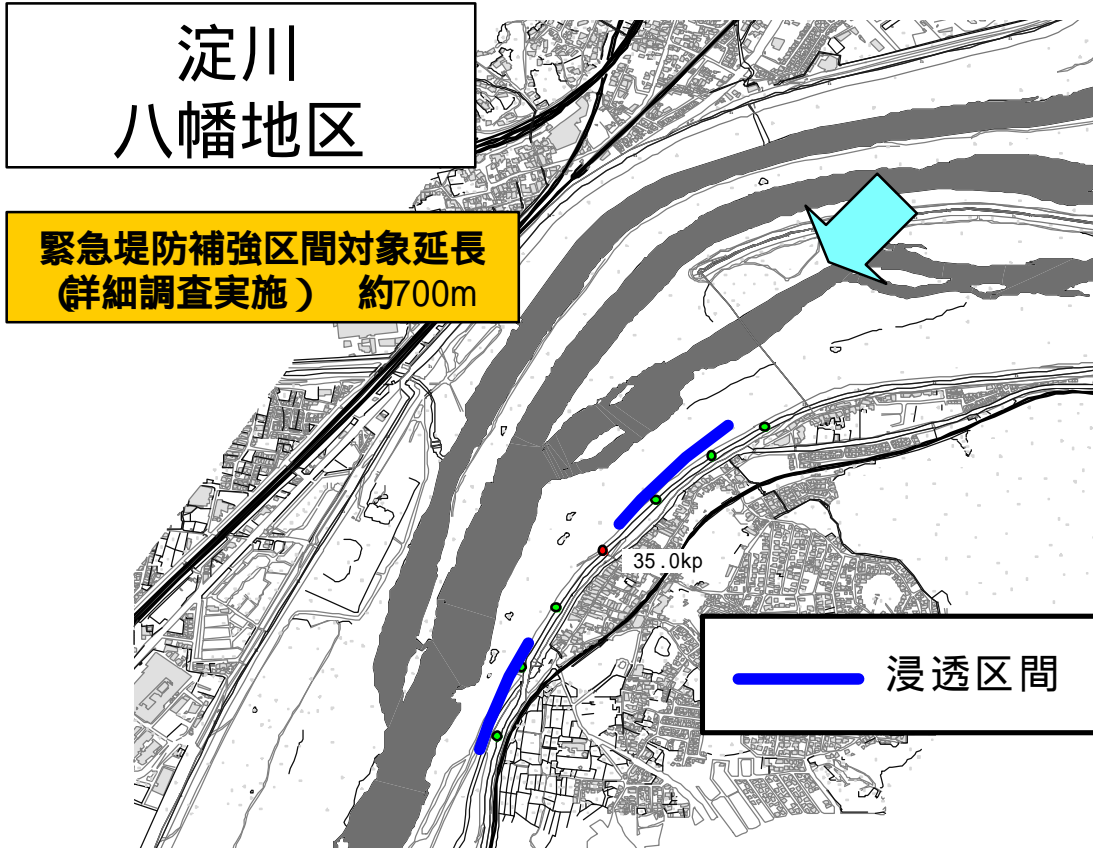 淀川
八幡地区
緊急堤防補強区間対象延長
(詳細調査実施) 約700m
35.0kp
浸透区間